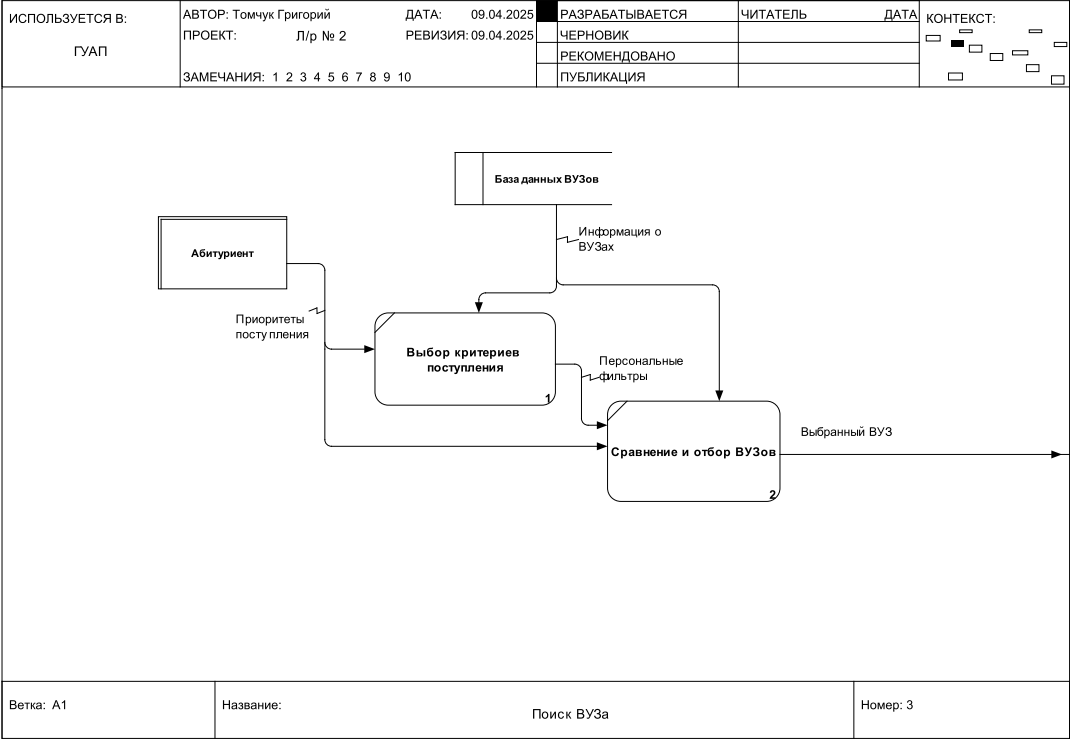 ИСПОЛЬЗУЕТСЯ В:
ГУАП
АВТОР: Томчук Григорий
ДАТА: 09.04.2025
ПРОЕКТ: Л/р № 2
РЕВИЗИЯ: 09.04.2025
ЗАМЕЧАНИЯ: 1 2 3 4 5 6 7 8 9 10
РАЗРАБАТЫВАЕТСЯ
ЧЕРНОВИК
РЕКОМЕНДОВАНО
ПУБЛИКАЦИЯ
ЧИТАТЕЛЬ ДАТА
КОНТЕКСТ:
База данных ВУЗов
Информация о
ВУЗах
Абитуриент
Приоритеты
поступления
Выбор критериев
поступления
1
Персональные
фильтры
Сравнение и отбор ВУЗов
2
Выбранный ВУЗ
Ветка: А1
Название:
Поиск ВУЗа
Номер: 3